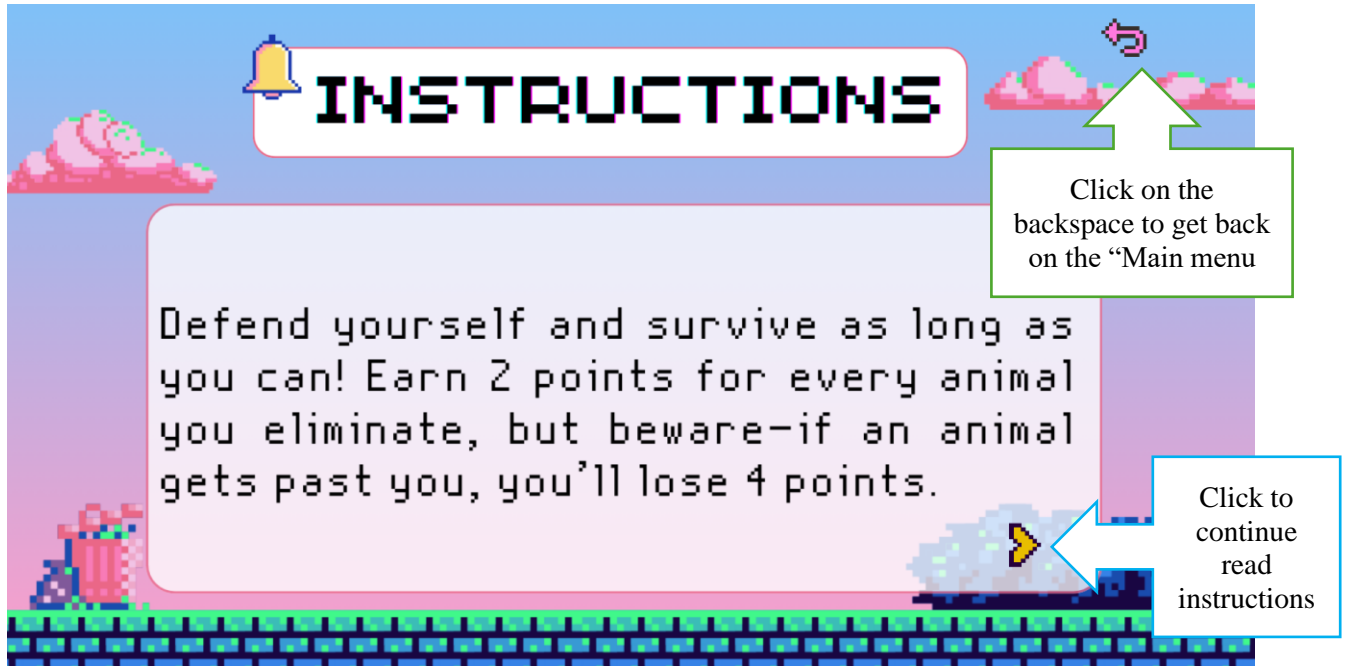 INSTRUCTIONS
Click on the
backspace to get back
on the “Main menu
Defend yourself and survive as long as
you can! Earn 2 points for every animal
you eliminate, but beware—if an animal
gets past you, you’ll lose 4 points.
Click to
continue
read
instructions